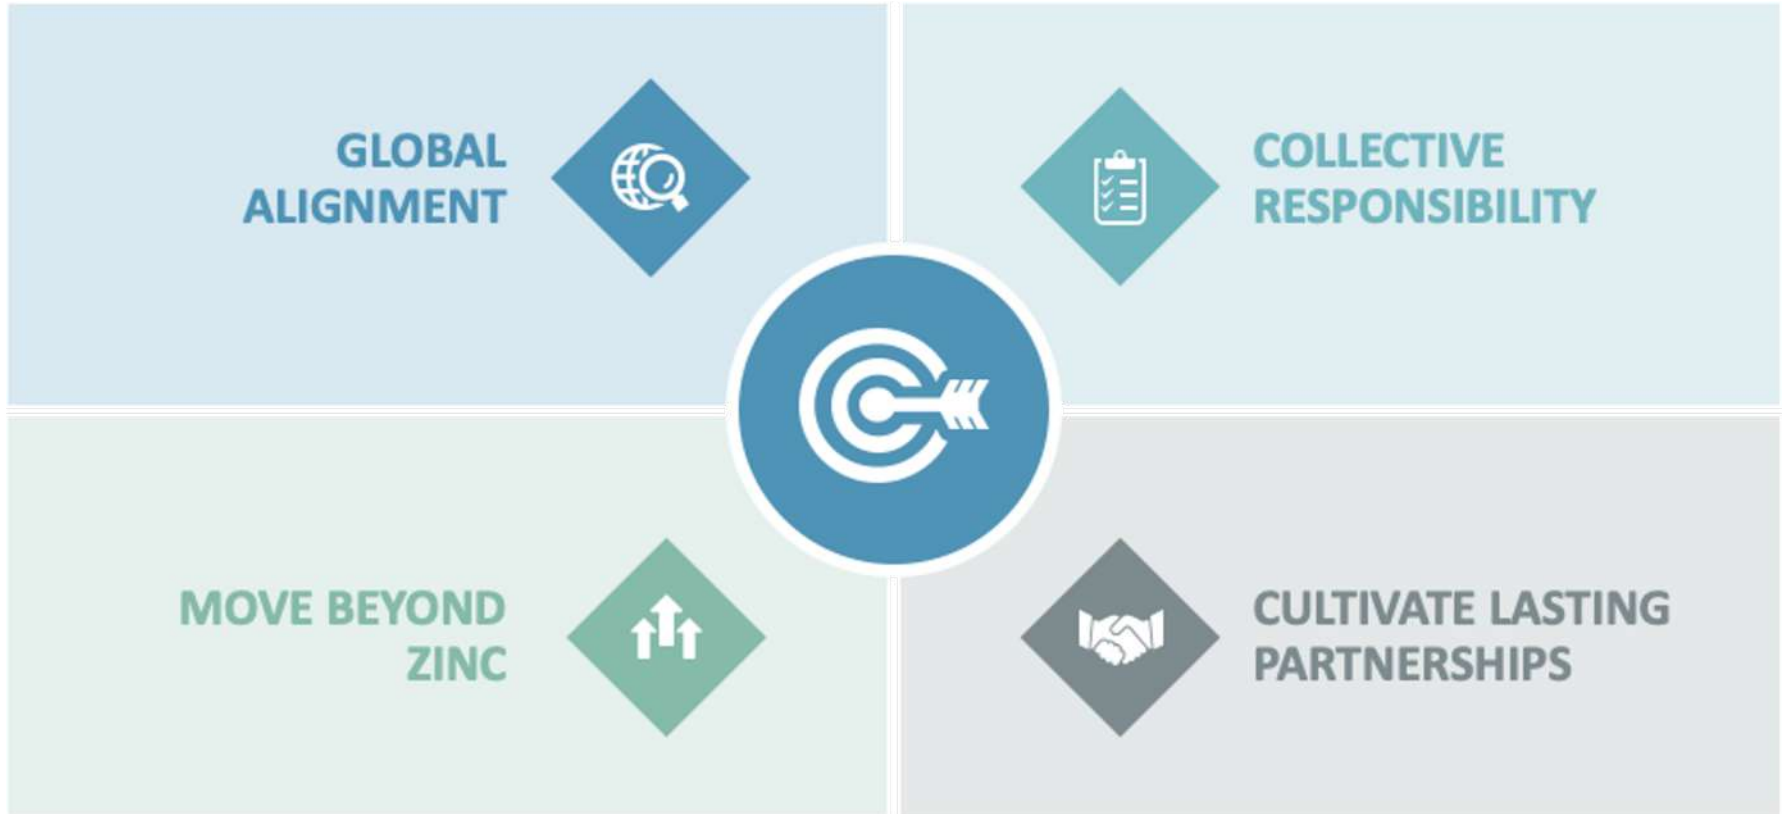 GLOBAL
ALIGNMENT
COLLECTIVE
RESPONSIBILITY
MOVE BEYOND
ZINC
CULTIVATE LASTING
PARTNERSHIPS